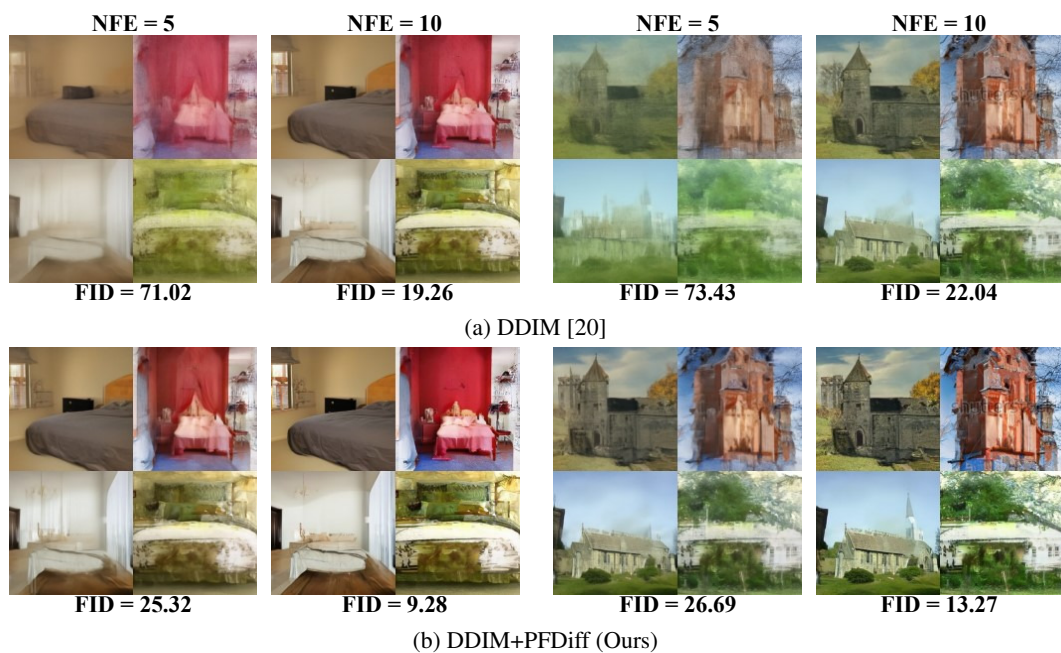 NFE = 5 NFE = 10 NFE = 5 NFE = 10
FID = 71.02 FID = 19.26 FID = 73.43 FID = 22.04
(a) DDIM [20]
FID = 25.32 FID = 9.28 FID = 26.69 FID = 13.27
(b) DDIM+PFDiff (Ours)